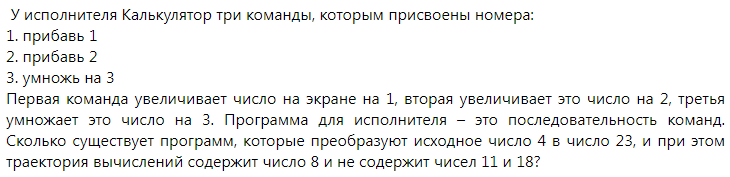 У исполнителя Калькулятор три команды, которым присвоены номера:
1. прибавь 1
2. прибавь 2
3. умножь на 3
Первая команда увеличивает число на экране на 1, вторая увеличивает это число на 2, третья
умножает это число на 3. Программа для исполнителя – это последовательность команд.
Сколько существует программ, которые преобразуют исходное число 4 в число 23, и при этом
траектория вычислений содержит число 8 и не содержит чисел 11 и 18?